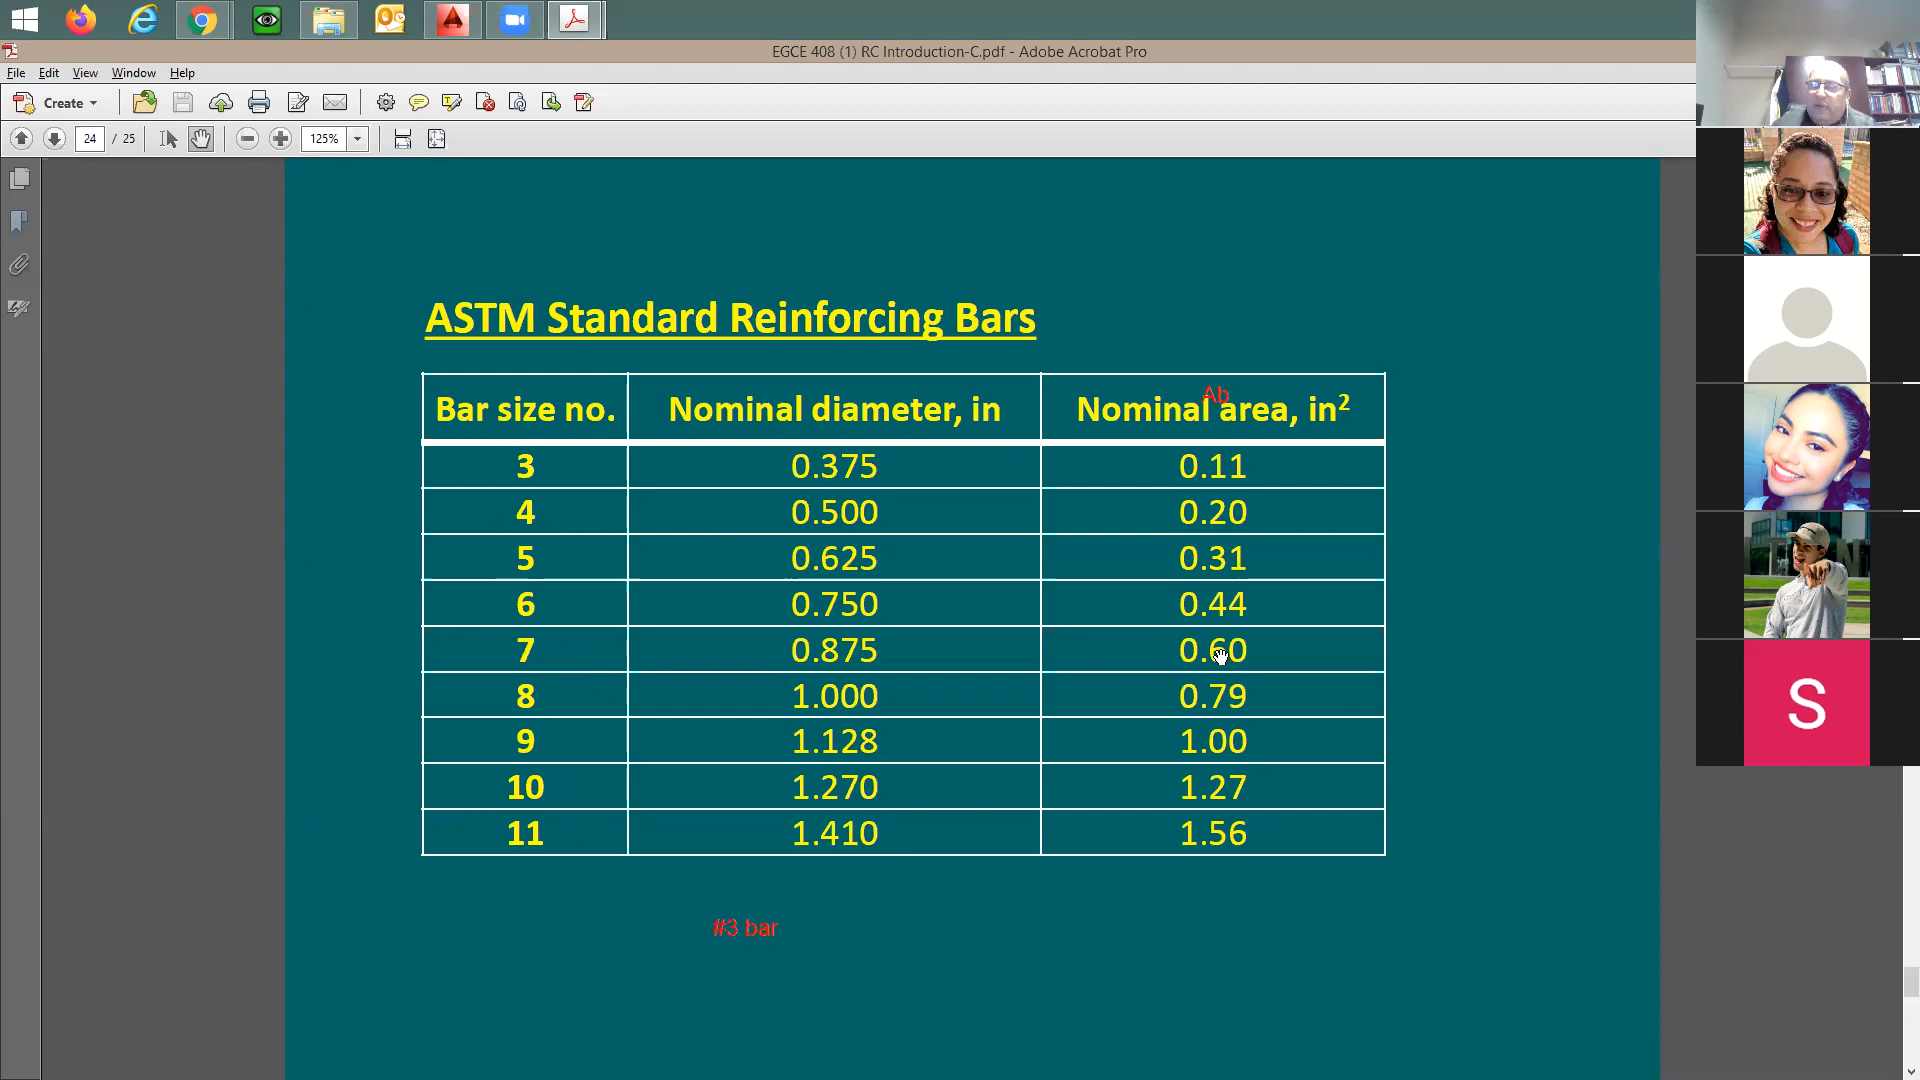 EGCE 408 (1) RC Introduction-C.pdf - Adobe Acrobat Pro
File Edit View Window Help
Create
24 / 25 125%
ASTM Standard Reinforcing Bars
Ab
Bar size no. Nominal diameter, in Nominal area, in²
3 0.375 0.11
4 0.500 0.20
5 0.625 0.31
6 0.750 0.44
7 0.875 0.60
8 1.000 0.79
9 1.128 1.00
10 1.270 1.27
11 1.410 1.56
#3 bar
S